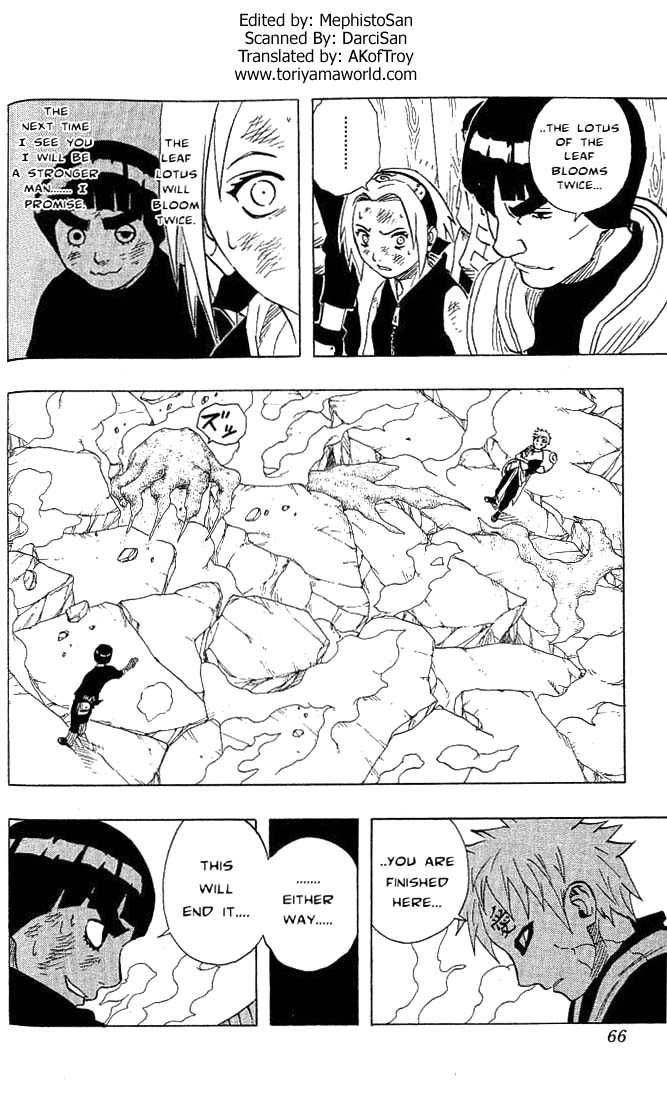 Edited by: MephistoSan
Scanned By: DarciSan
Translated by: AKofTroy
www.toriyamaworld.com
..THE LOTUS
OF THE
LEAF
BLOOMS
TWICE...
.........
THE
LEAF
LOTUS
WILL
BLOOM
TWICE.
THE
NEXT TIME
I SEE YOU
I WILL BE
A STRONGER
MAN...... I
PROMISE.
ズッ
..YOU ARE
FINISHED
HERE...
.......
EITHER
WAY.....
THIS
WILL
END IT....
66